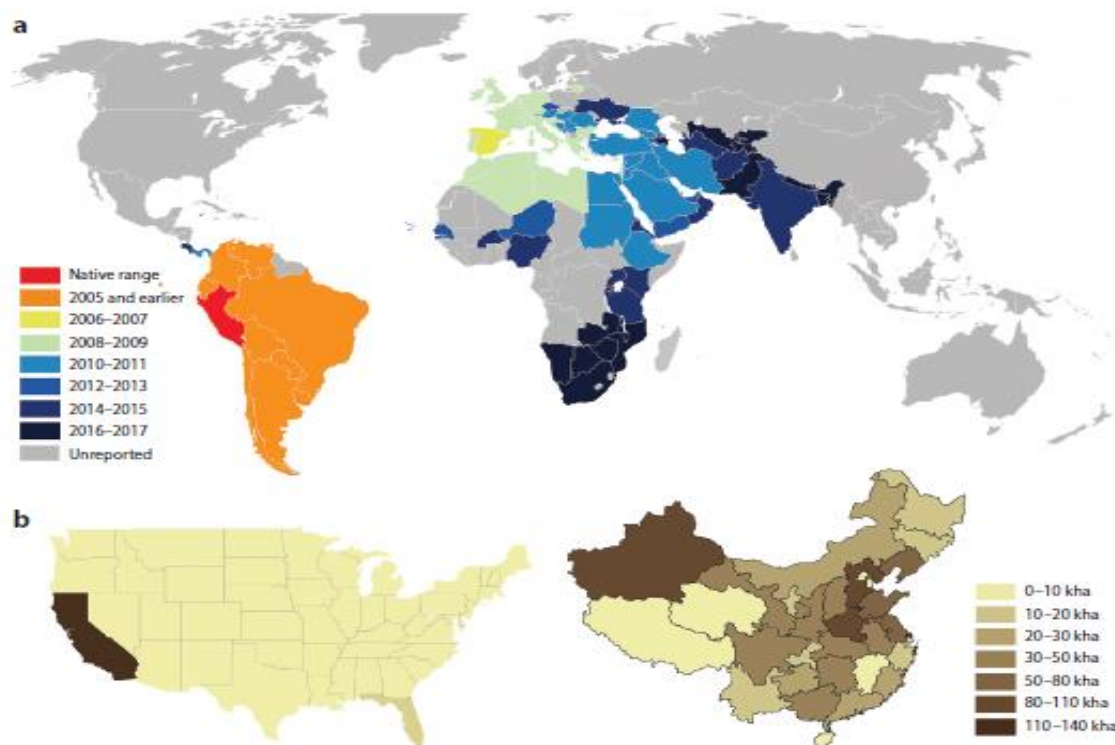 a
Native range
2005 and earlier
2006–2007
2008–2009
2010–2011
2012–2013
2014–2015
2016–2017
Unreported
b
0–10 kha
10–20 kha
20–30 kha
30–50 kha
50–80 kha
80–110 kha
110–140 kha